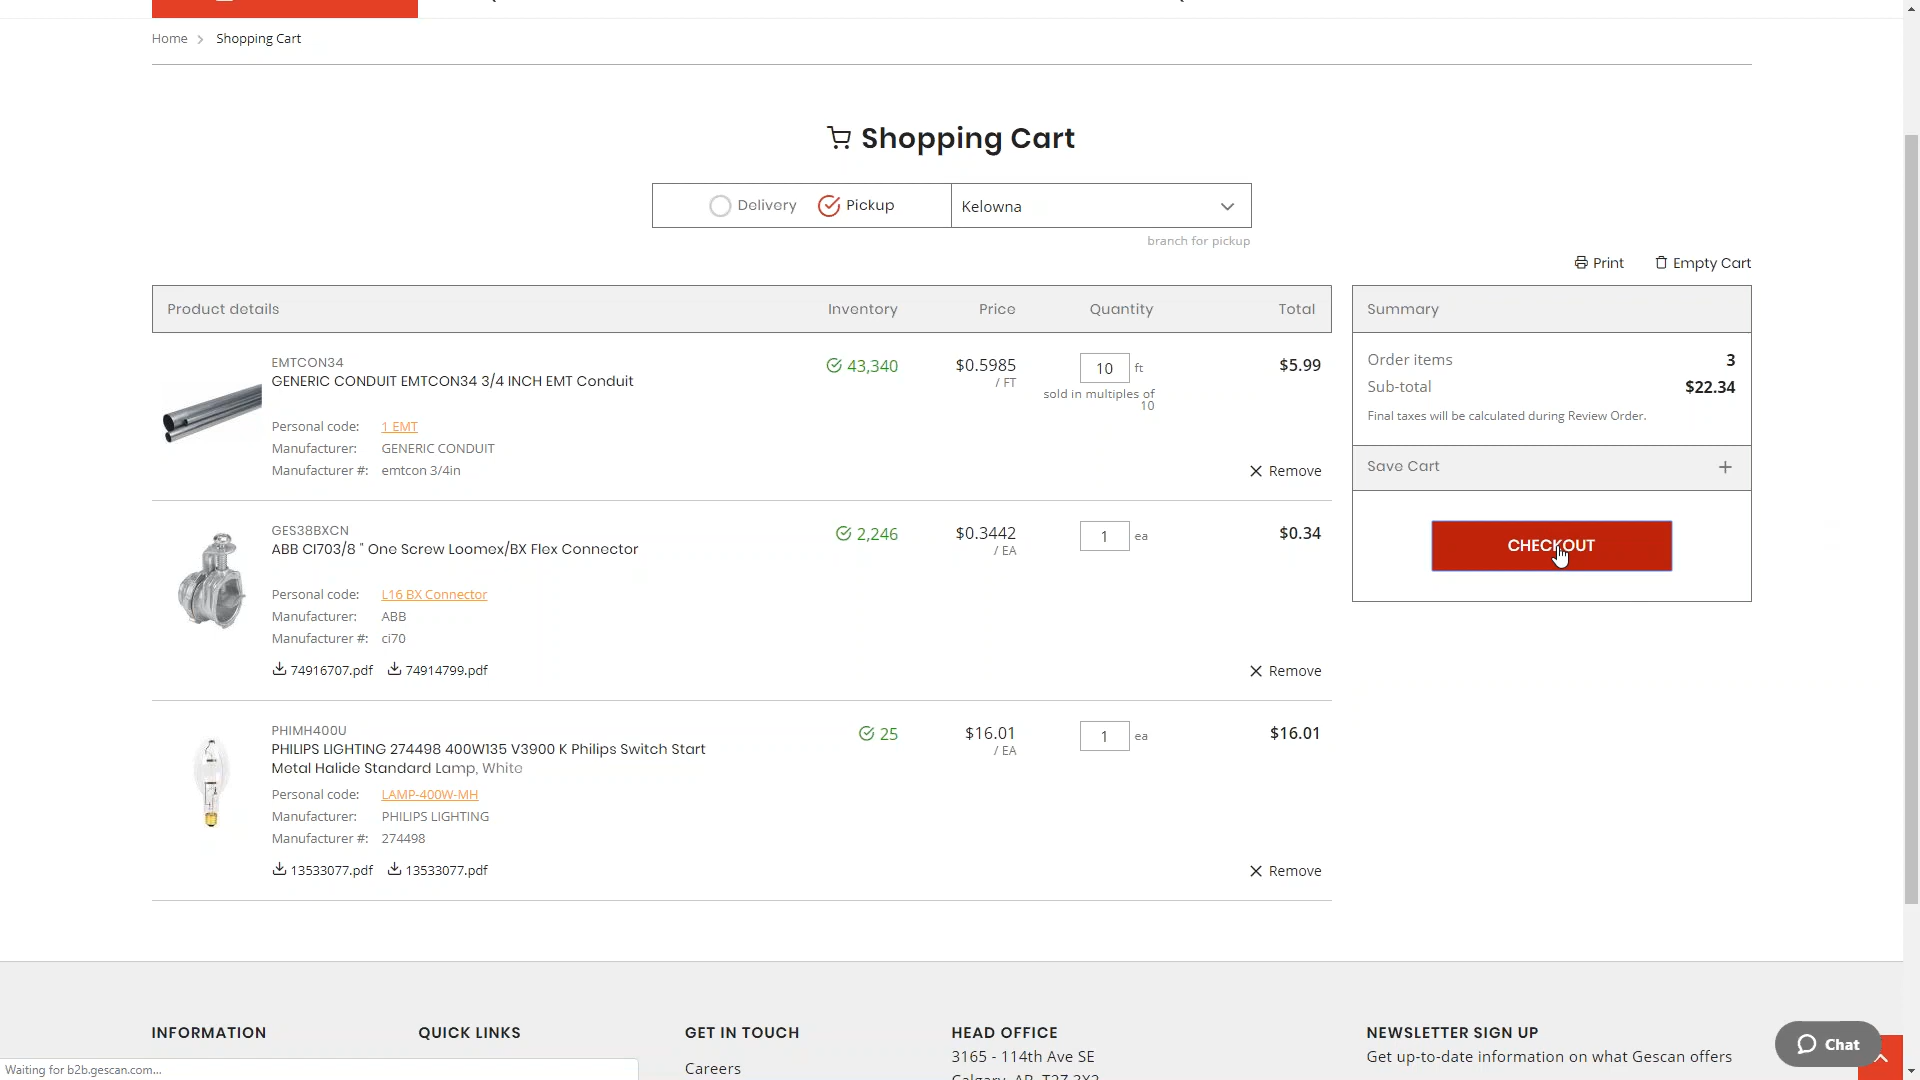 Home > Shopping Cart
Shopping Cart
Delivery Pickup Kelowna
branch for pickup
Print Empty Cart
Product details Inventory Price Quantity Total
EMTCON34
GENERIC CONDUIT EMTCON34 3/4 INCH EMT Conduit
43,340 $0.5985 / FT 10 ft $5.99
sold in multiples of
10
Personal code: 1 EMT
Manufacturer: GENERIC CONDUIT
Manufacturer #: emtcon 3/4in
Remove
GES38BXCN
ABB CI703/8 " One Screw Loomex/BX Flex Connector
2,246 $0.3442 / EA 1 ea $0.34
Personal code: L16 BX Connector
Manufacturer: ABB
Manufacturer #: ci70
74916707.pdf 74914799.pdf
Remove
PHIMH400U
PHILIPS LIGHTING 274498 400W135 V3900 K Philips Switch Start
Metal Halide Standard Lamp, White
25 $16.01 / EA 1 ea $16.01
Personal code: LAMP-400W-MH
Manufacturer: PHILIPS LIGHTING
Manufacturer #: 274498
13533077.pdf 13533077.pdf
Remove
Summary
Order items 3
Sub-total $22.34
Final taxes will be calculated during Review Order.
Save Cart +
CHECKOUT
INFORMATION
QUICK LINKS
GET IN TOUCH
Careers
HEAD OFFICE
3165 - 114th Ave SE
Calgary, AB, T2Z 3X2
NEWSLETTER SIGN UP
Get up-to-date information on what Gescan offers
Chat
Waiting for b2b.gescan.com...